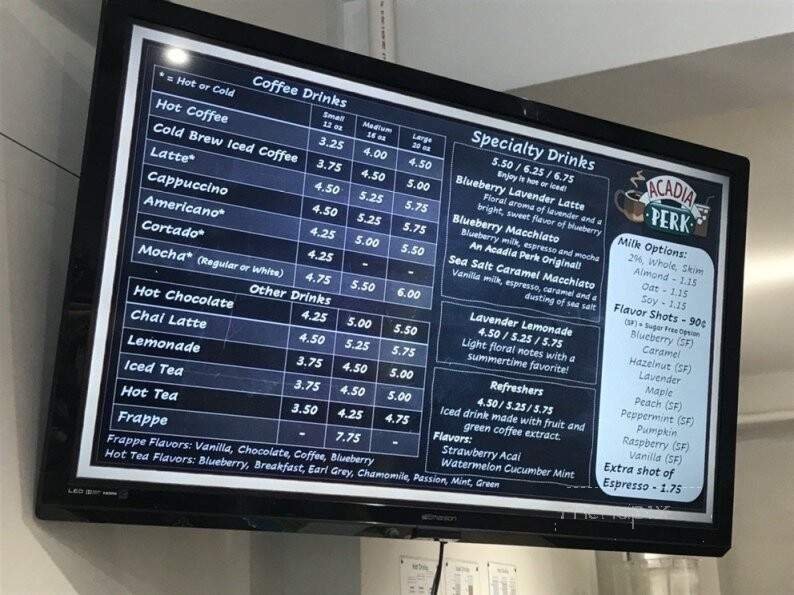 Coffee Drinks
* = Hot or Cold
Small 12 oz
Medium 16 oz
Large 20 oz
Hot Coffee 3.25 4.00 4.50
Cold Brew Iced Coffee 3.75 4.50 5.00
Latte* 4.50 5.25 5.75
Cappuccino 4.50 5.25 5.75
Americano* 4.25 5.00 5.50
Cortado* 4.25 - -
Mocha* (Regular or White) 4.75 5.50 6.00
Other Drinks
Hot Chocolate 4.25 5.00 5.50
Chai Latte 4.50 5.25 5.75
Lemonade 3.75 4.50 5.00
Iced Tea 3.75 4.50 5.00
Hot Tea 3.50 4.25 4.75
Frappe - 7.75 -
Frappe Flavors: Vanilla, Chocolate, Coffee, Blueberry
Hot Tea Flavors: Blueberry, Breakfast, Earl Grey, Chamomile, Passion, Mint, Green
Specialty Drinks
5.50 / 6.25 / 6.75
Enjoy is hot or iced!
Blueberry Lavender Latte
Floral aroma of lavender and a
bright, sweet flavor of blueberry
Blueberry Macchiato
Blueberry milk, espresso and mocha
An Acadia Perk Original!
Sea Salt Caramel Macchiato
Vanilla milk, espresso, caramel and a
dusting of sea salt
Lavender Lemonade
4.50 / 5.25 / 5.75
Light floral notes with a
summertime favorite!
Refreshers
4.50 / 5.25 / 5.75
Iced drink made with fruit and
green coffee extract.
Flavors:
Strawberry Acai
Watermelon Cucumber Mint
ACADIA
PERK
Milk Options:
2%, Whole, Skim
Almond - 1.15
Oat - 1.15
Soy - 1.15
Flavor Shots - 90¢
(SF) = Sugar Free Option
Blueberry (SF)
Caramel
Hazelnut (SF)
Lavender
Maple
Peach (SF)
Peppermint (SF)
Pumpkin
Raspberry (SF)
Vanilla (SF)
Extra shot of
Espresso - 1.75
LED
HDMI
Emerson